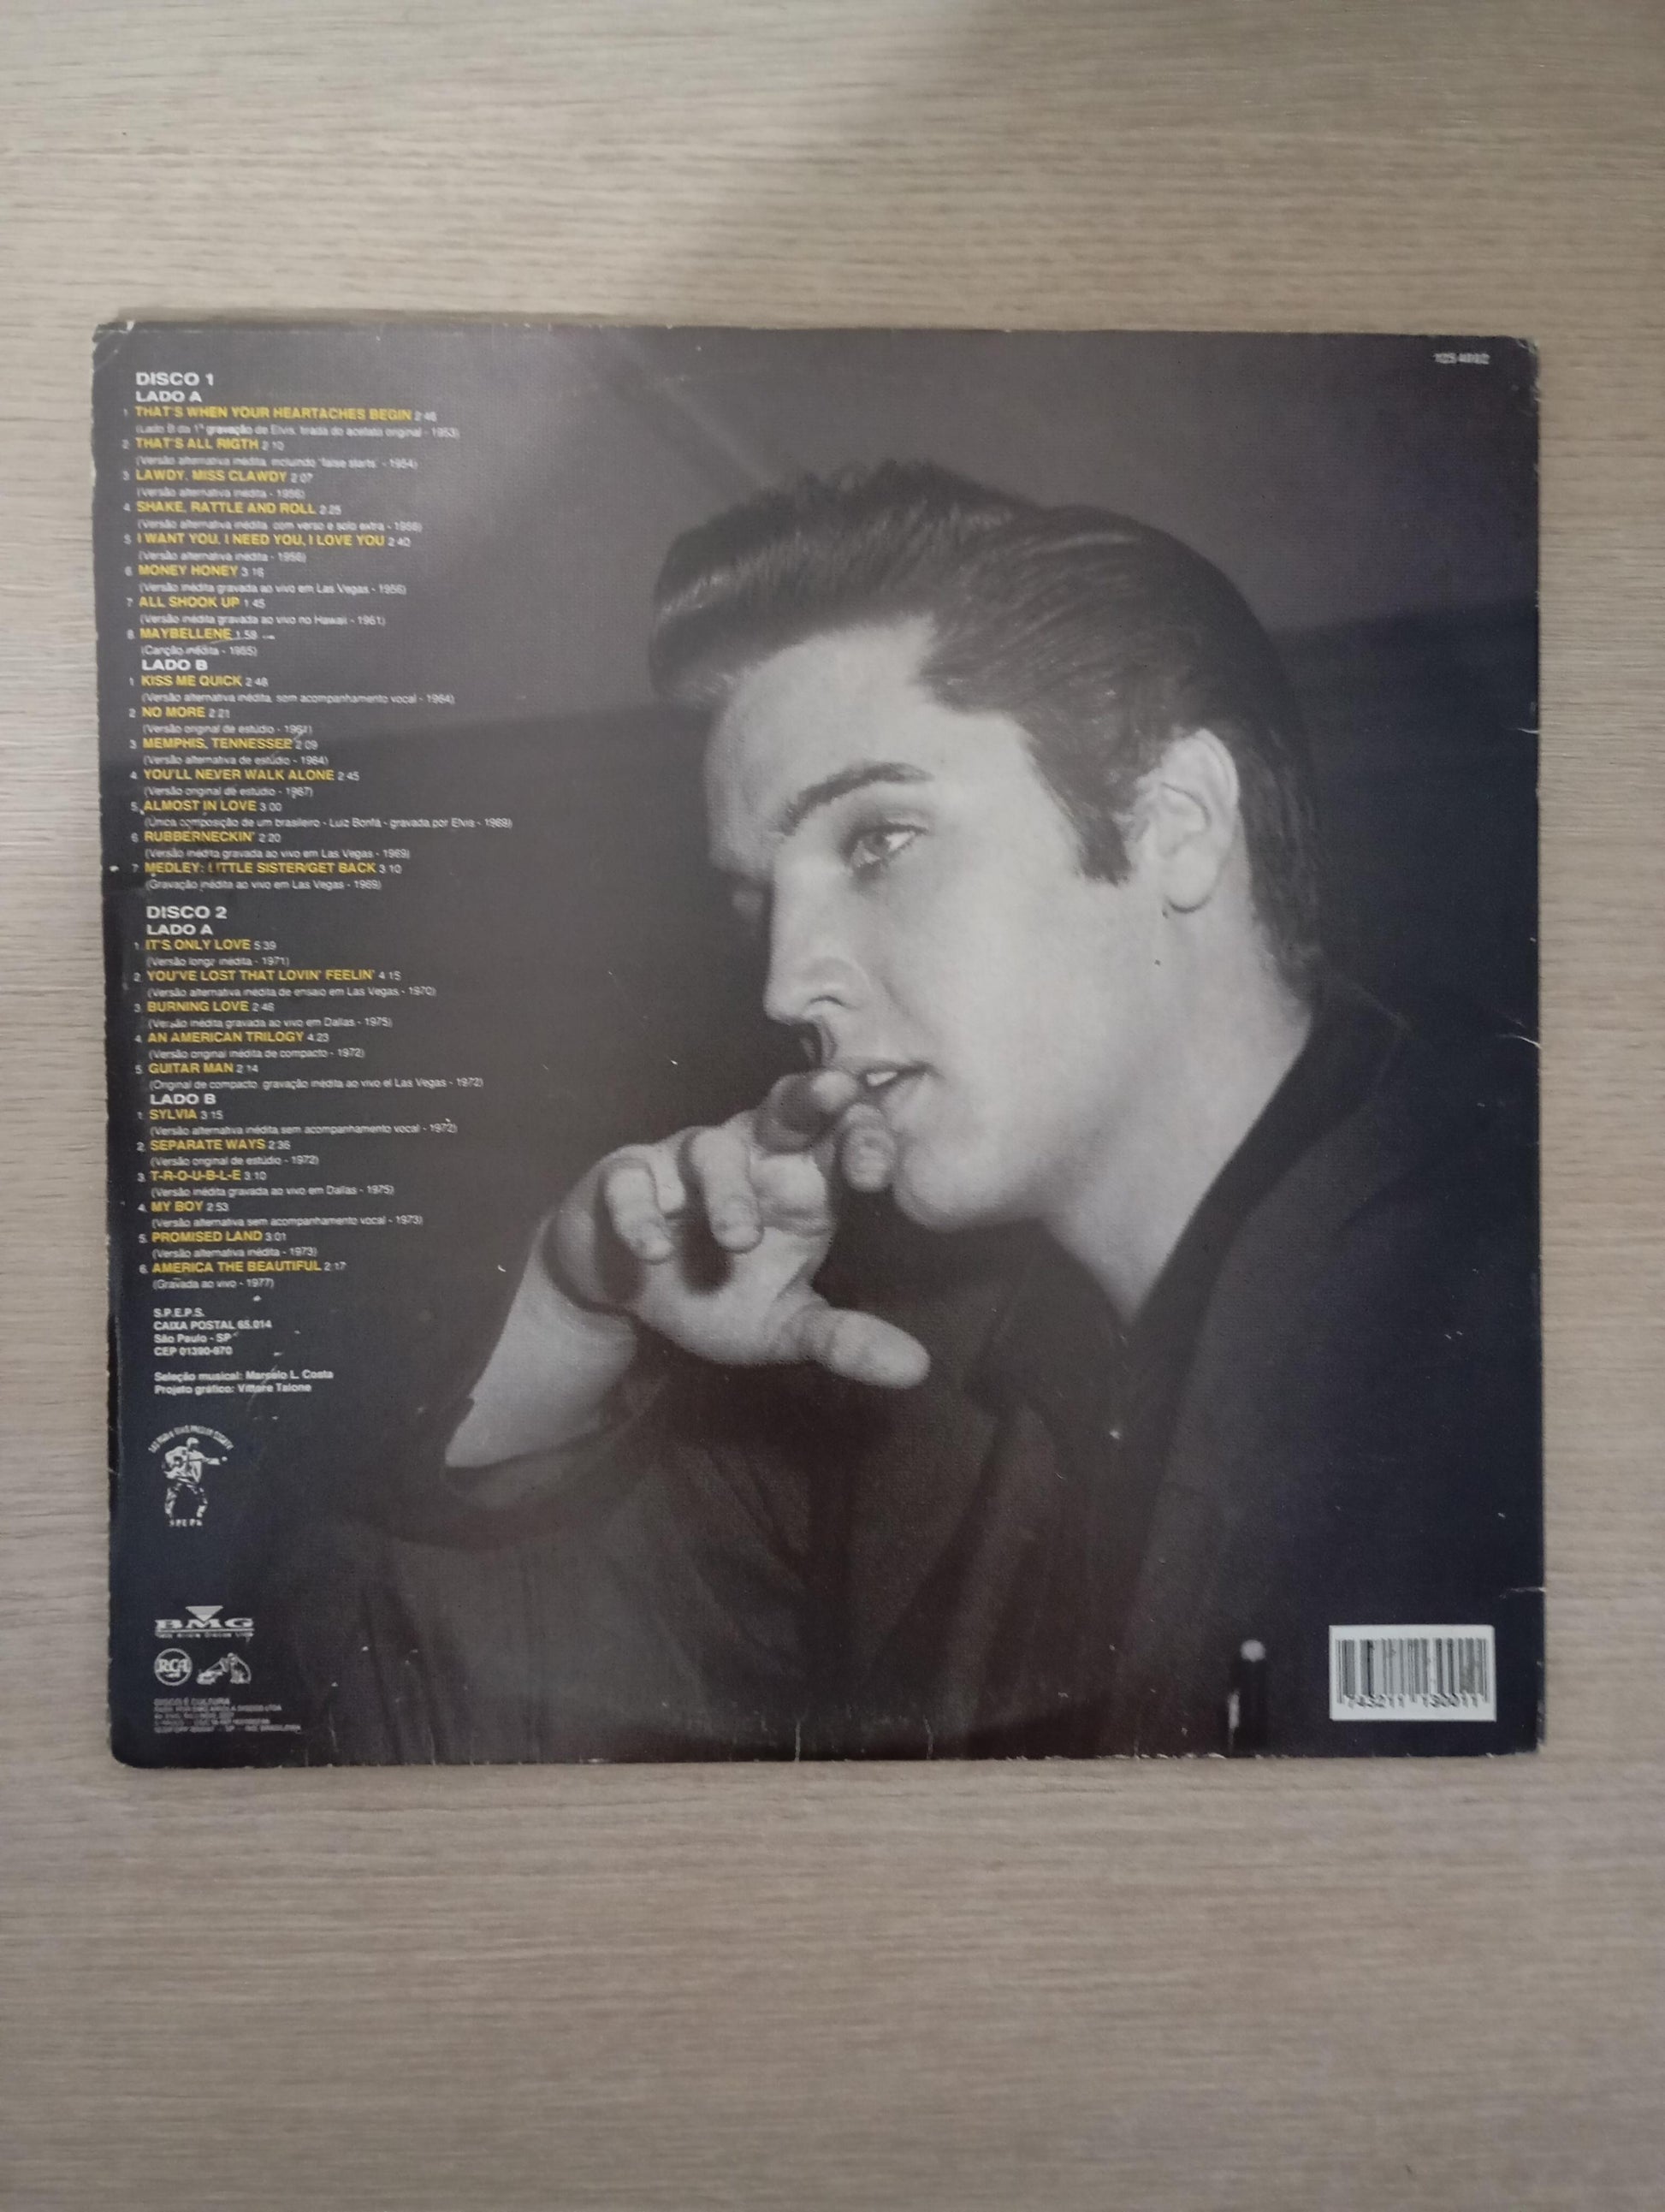 DISCO 1
LADO A
1 THAT'S WHEN YOUR HEARTACHES BEGIN 2:46
(Lado B da 1ª gravação de Elvis, tirada do acetato original - 1953)
2 THAT'S ALL RIGTH 2:10
(Versão alternativa inédita, incluindo "false starts" - 1954)
3 LAWDY, MISS CLAWDY 2:07
(Versão alternativa inédita - 1956)
4 SHAKE, RATTLE AND ROLL 2:25
(Versão alternativa inédita, com verso e solo extra - 1956)
5 I WANT YOU, I NEED YOU, I LOVE YOU 2:40
(Versão alternativa inédita - 1956)
6 MONEY HONEY 3:16
(Versão inédita gravada ao vivo em Las Vegas - 1956)
7 ALL SHOOK UP 1:45
(Versão inédita gravada ao vivo no Hawaii - 1961)
8 MAYBELLENE 1:58
(Canção inédita - 1955)
LADO B
1 KISS ME QUICK 2:48
(Versão alternativa inédita, som acompanhamento vocal - 1964)
2 NO MORE 2:21
(Versão original de estúdio - 1961)
3 MEMPHIS, TENNESSEE 2:09
(Versão alternativa de estúdio - 1964)
4 YOU'LL NEVER WALK ALONE 2:45
(Versão original de estúdio - 1967)
5 ALMOST IN LOVE 3:00
(Única composição de um brasileiro - Luiz Bonfá - gravada por Elvis - 1969)
6 RUBBERNECKIN' 2:20
(Versão inédita gravada ao vivo em Las Vegas - 1969)
7 MEDLEY: LITTLE SISTER/GET BACK 3:10
(Gravação inédita ao vivo em Las Vegas - 1969)
DISCO 2
LADO A
1 IT'S ONLY LOVE 5:39
(Versão longa inédita - 1971)
2 YOU'VE LOST THAT LOVIN' FEELIN' 4:15
(Versão alternativa inédita de ensaio em Las Vegas - 1970)
3 BURNING LOVE 2:46
(Versão inédita gravada ao vivo em Dallas - 1975)
4 AN AMERICAN TRILOGY 4:23
(Versão original inédita de compacto - 1972)
5 GUITAR MAN 2:14
(Original de compacto, gravação inédita ao vivo el Las Vegas - 1972)
LADO B
1 SYLVIA 3:15
(Versão alternativa inédita sem acompanhamento vocal - 1972)
2 SEPARATE WAYS 2:36
(Versão original de estúdio - 1972)
3 T-R-O-U-B-L-E 3:10
(Versão inédita gravada ao vivo em Dallas - 1975)
4 MY BOY 2:53
(Versão alternativa sem acompanhamento vocal - 1973)
5 PROMISED LAND 3:01
(Versão alternativa inédita - 1973)
6 AMERICA THE BEAUTIFUL 2:17
(Gravada ao vivo - 1977)
S.P.E.P.S.
CAIXA POSTAL 65.014
São Paulo - SP
CEP 01390-970
Seleção musical: Marcelo L. Costa
Projeto gráfico: Vittore Talone
S.P.E.P.S.
BMG
RCA
DISCO É CULTURA
743211 130011